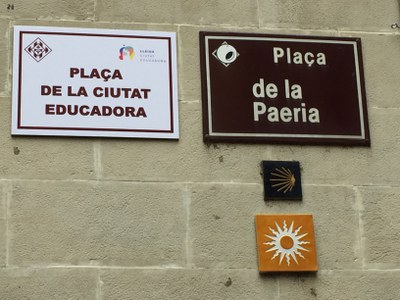 PLAÇA
DE LA CIUTAT
EDUCADORA
Plaça
de la
Paeria